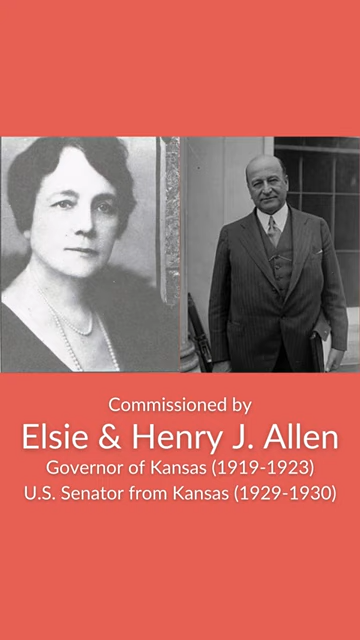 Commissioned by
Elsie & Henry J. Allen
Governor of Kansas (1919-1923)
U.S. Senator from Kansas (1929-1930)